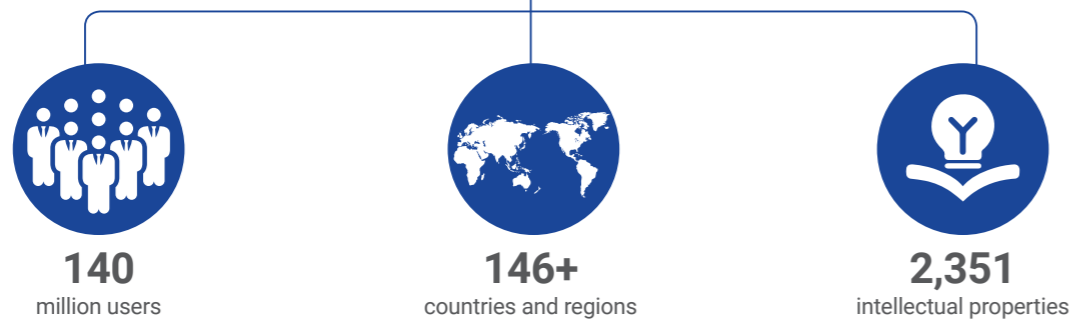 140
million users
146+
countries and regions
2,351
intellectual properties